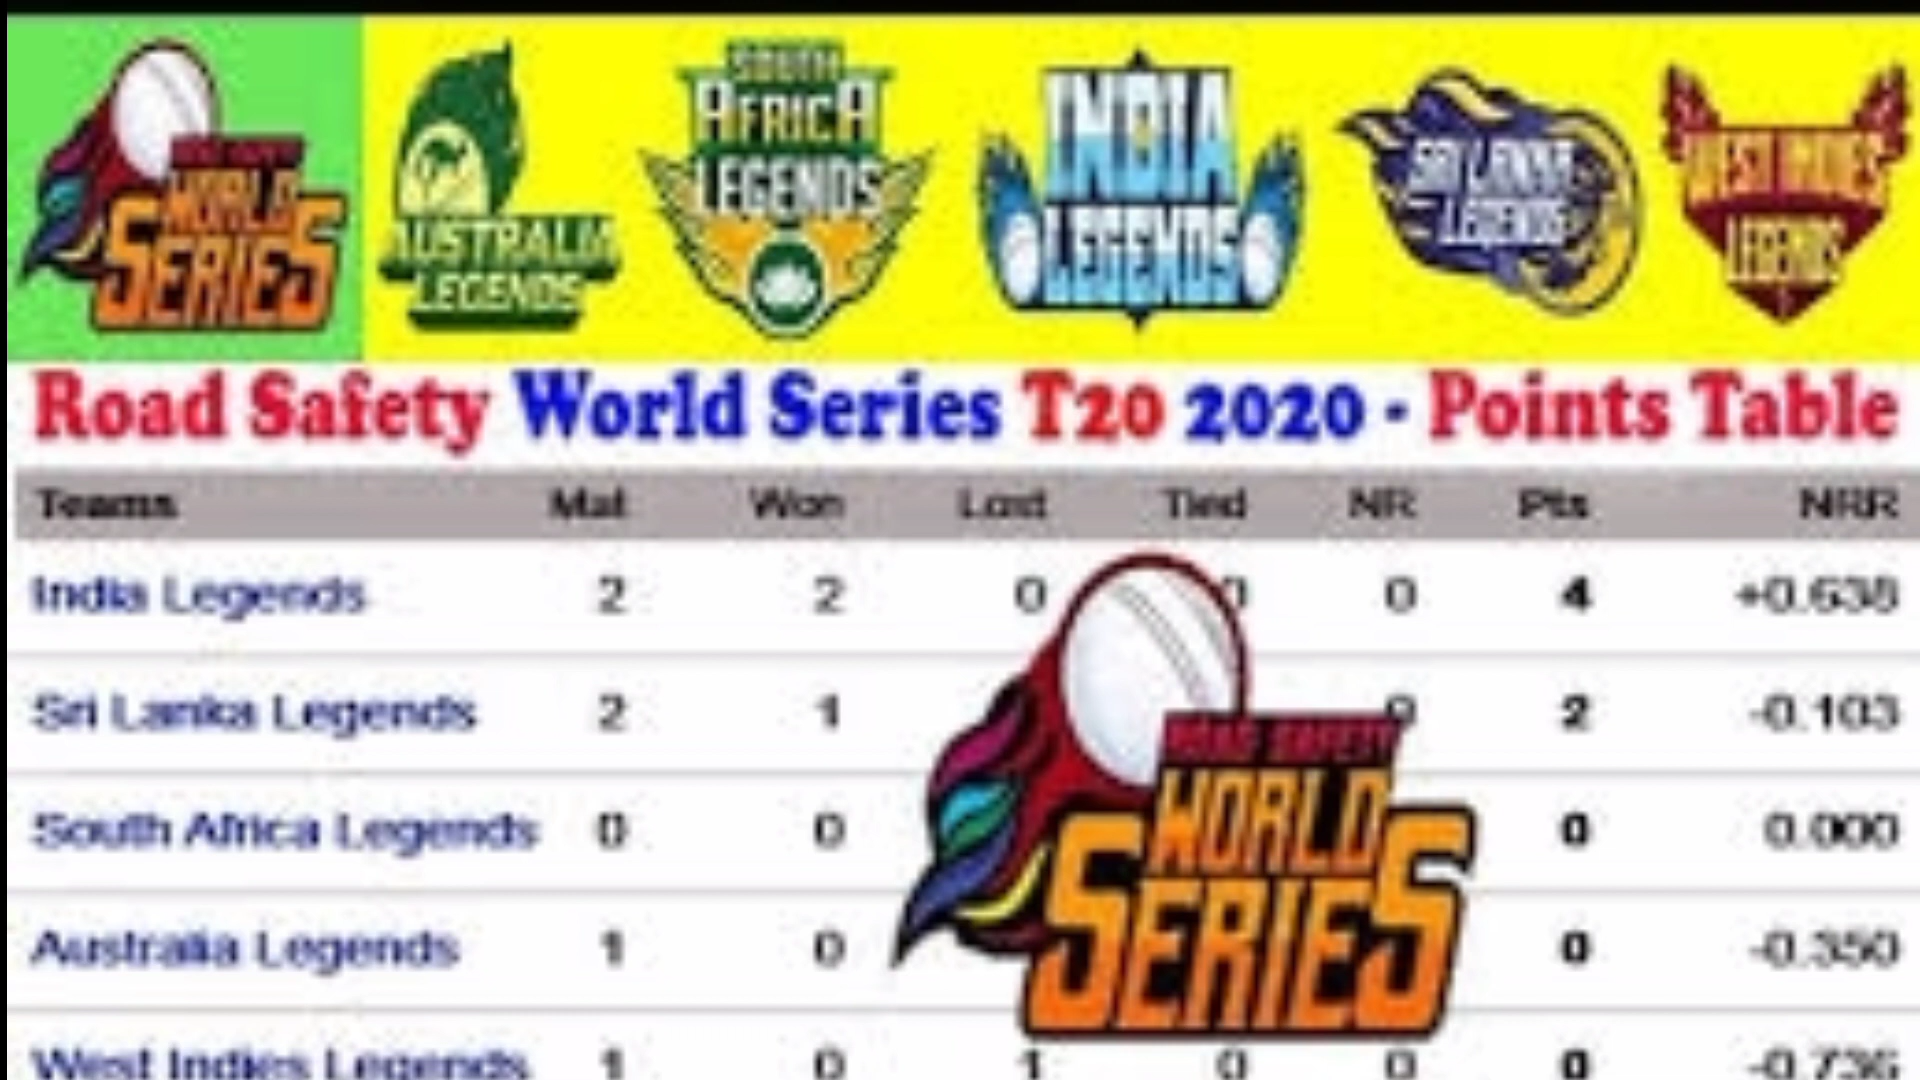 ROAD SAFETY
WORLD
SERIES
AUSTRALIA
LEGENDS
SOUTH
AFRICA
LEGENDS
INDIA
LEGENDS
SRI LANKA
LEGENDS
WEST INDIES
LEGENDS
Road Safety World Series T20 2020 - Points Table
Teams Mat Won Lost Tied NR Pts NRR
India Legends 2 2 0 0 0 4 +0.638
Sri Lanka Legends 2 1 0 2 -0.103
South Africa Legends 0 0 0 0.000
Australia Legends 1 0 0 -0.350
West Indies Legends 1 0 1 0 0 0 -0.736
ROAD SAFETY
WORLD
SERIES